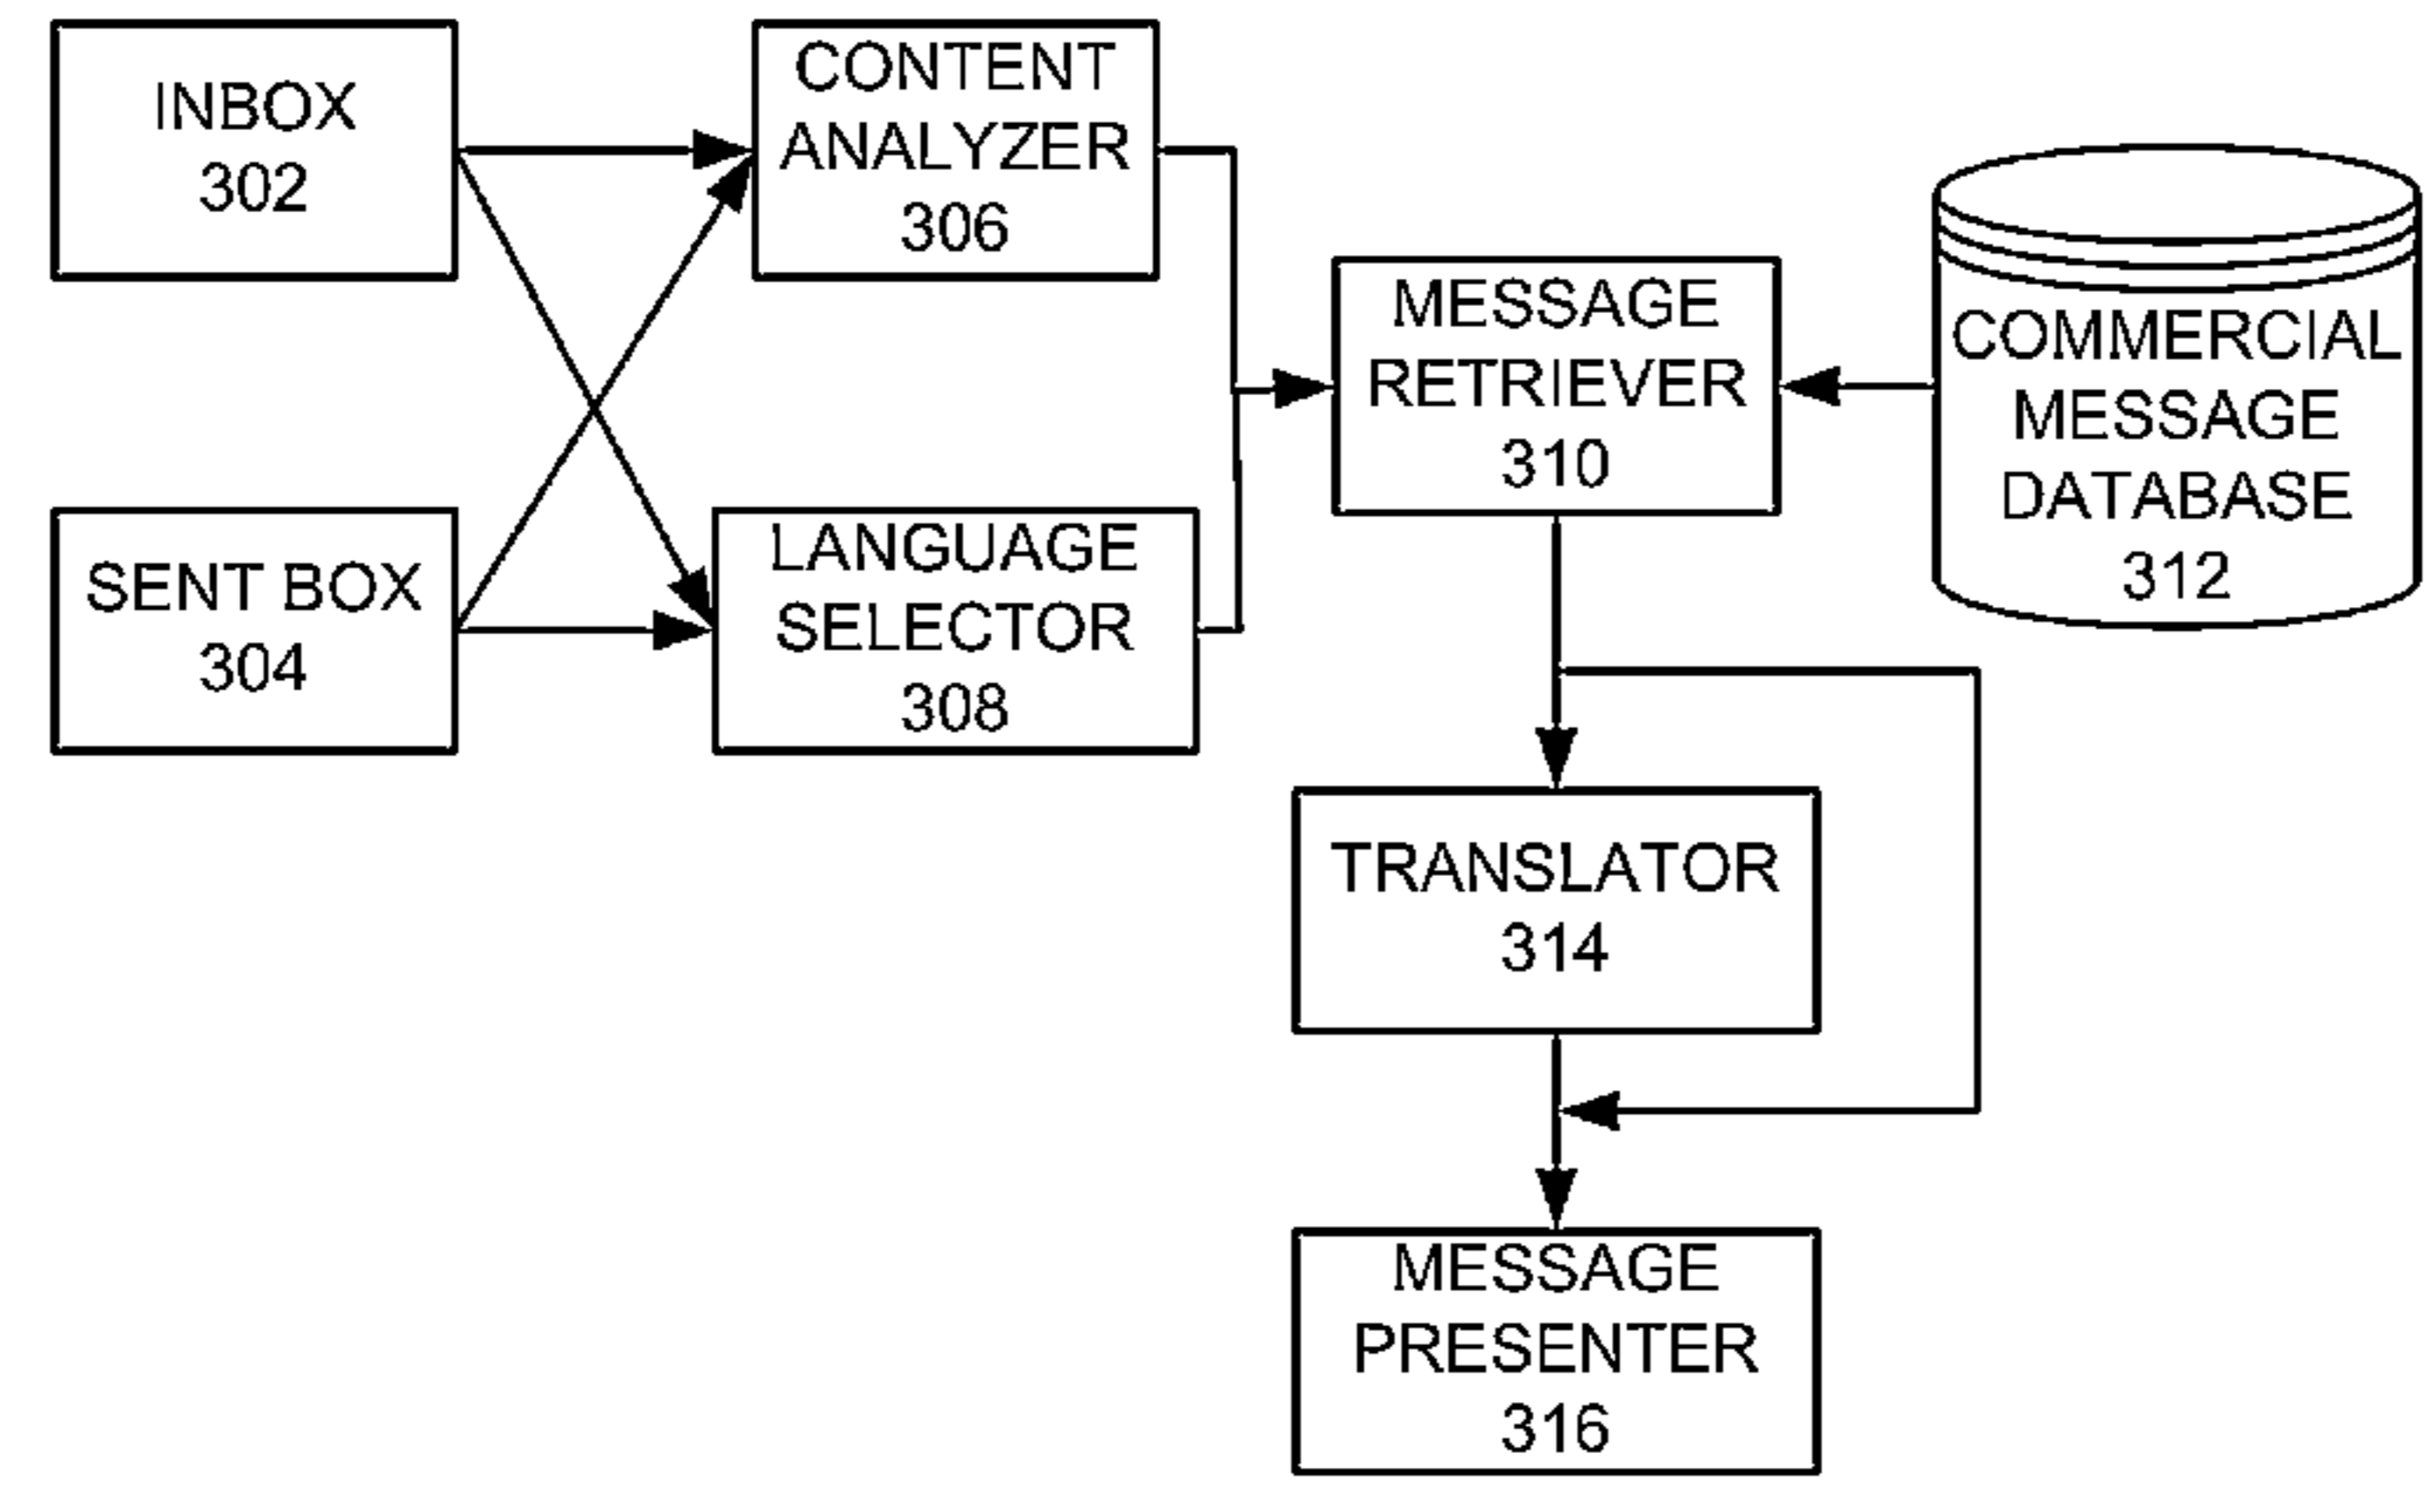 INBOX
302
CONTENT
ANALYZER
306
SENT BOX
304
LANGUAGE
SELECTOR
308
MESSAGE
RETRIEVER
310
COMMERCIAL
MESSAGE
DATABASE
312
TRANSLATOR
314
MESSAGE
PRESENTER
316